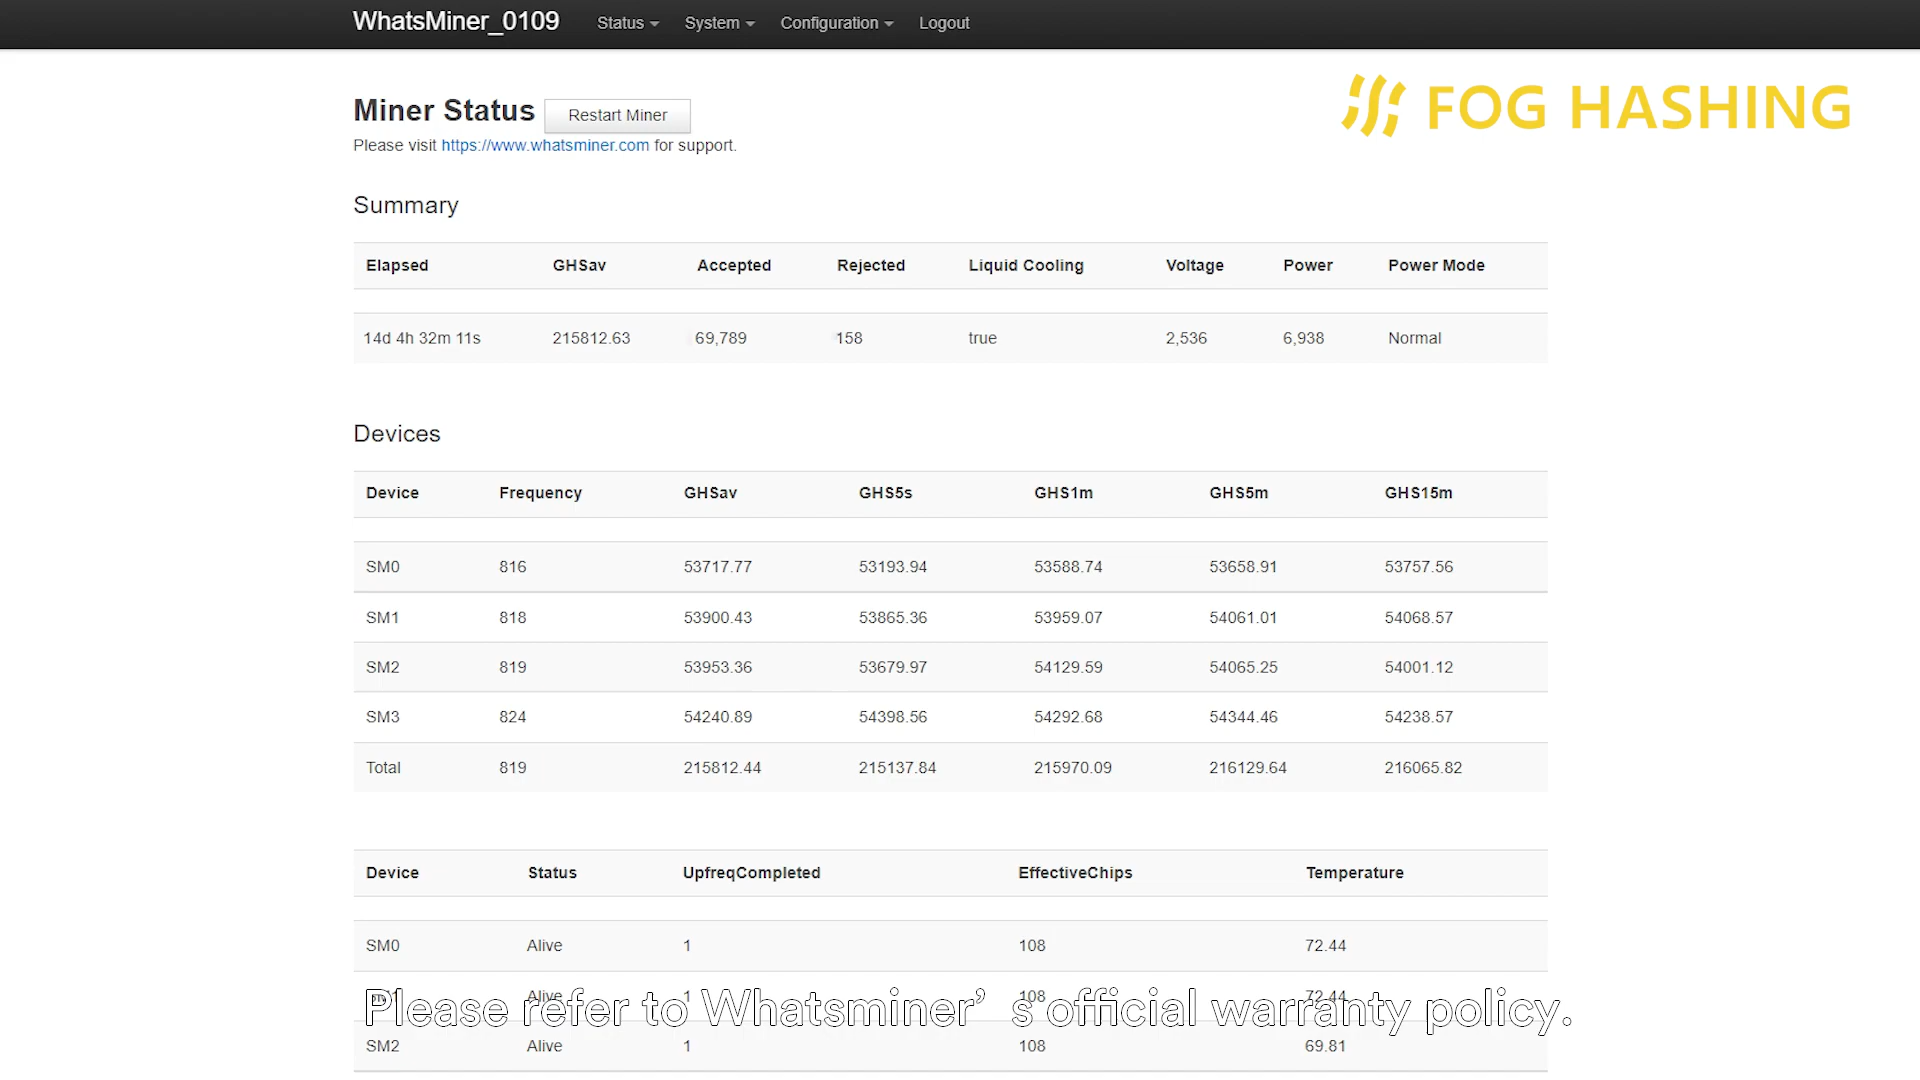 WhatsMiner_0109 Status System Configuration Logout
FOG HASHING
Miner Status Restart Miner
Please visit https://www.whatsminer.com for support.
Summary
Elapsed GHSav Accepted Rejected Liquid Cooling Voltage Power Power Mode
14d 4h 32m 11s 215812.63 69,789 158 true 2,536 6,938 Normal
Devices
Device Frequency GHSav GHS5s GHS1m GHS5m GHS15m
SM0 816 53717.77 53193.94 53588.74 53658.91 53757.56
SM1 818 53900.43 53865.36 53959.07 54061.01 54068.57
SM2 819 53953.36 53679.97 54129.59 54065.25 54001.12
SM3 824 54240.89 54398.56 54292.68 54344.46 54238.57
Total 819 215812.44 215137.84 215970.09 216129.64 216065.82
Device Status UpfreqCompleted EffectiveChips Temperature
SM0 Alive 1 108 72.44
SM1 Alive 1 108 72.44
Please refer to Whatsminer’s official warranty policy.
SM2 Alive 1 108 69.81